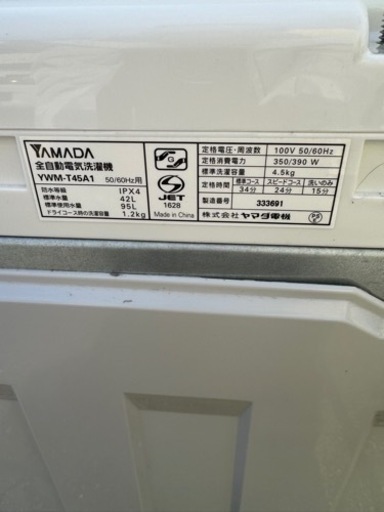 YAMADA
全自動電気洗濯機
YWM-T45A1 50/60Hz用
防水等級 IPX4
標準水量 42L
標準使用水量 95L
ドライコース時の洗濯容量 1.2kg
G
S
JET
1628
定格電圧・周波数 100V 50/60Hz
定格消費電力 350/390 W
標準洗濯容量 4.5kg
定格時間 標準コース スピードコース 洗いのみ
34分 24分 15分
製造番号 333691
株式会社ヤマダ電機